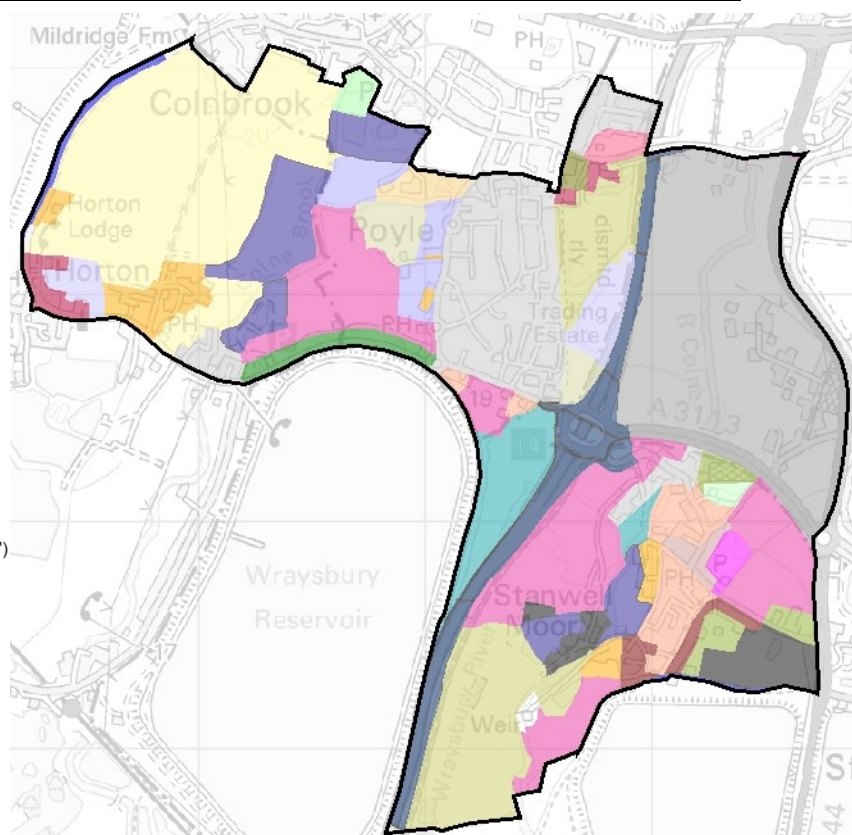 Mildridge Fm
PH
P
Colnbrook
20
Horton
Lodge
Colne Brook
Poyle
dismtd
rly
Horton
Trading
Estate
PH
PH
R Colne
A 3113
19
14
")
Wraysbury
Reservoir
Stanwell
Moor
PH
P
Wraysbury River
Weir
St
44